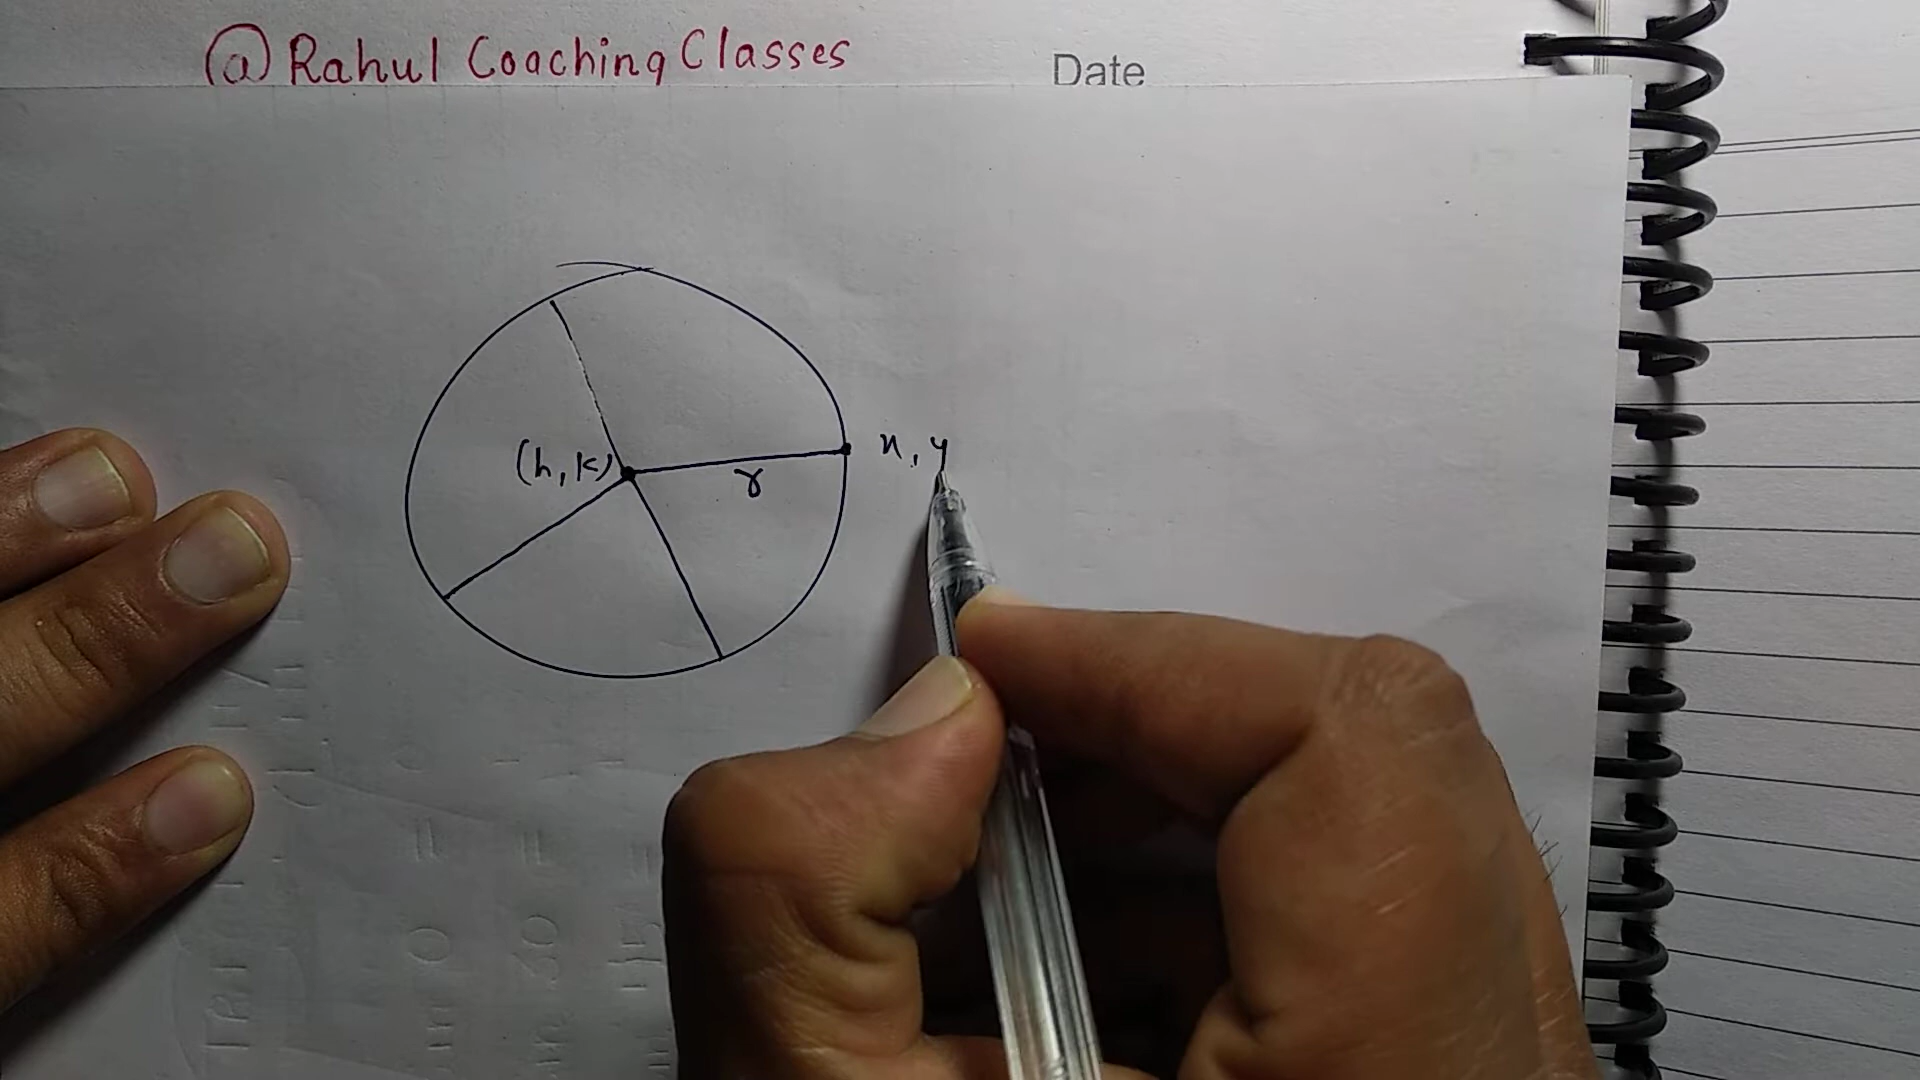 @Rahul Coaching Classes
Date
(h, k)
r
x, y